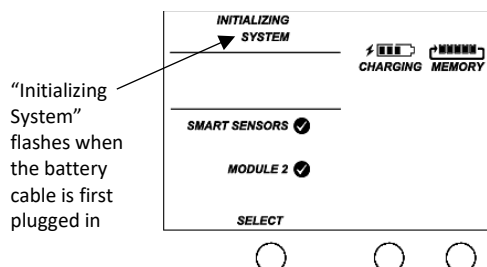 “Initializing
System”
flashes when
the battery
cable is first
plugged in
INITIALIZING
SYSTEM
CHARGING MEMORY
SMART SENSORS
MODULE 2
SELECT